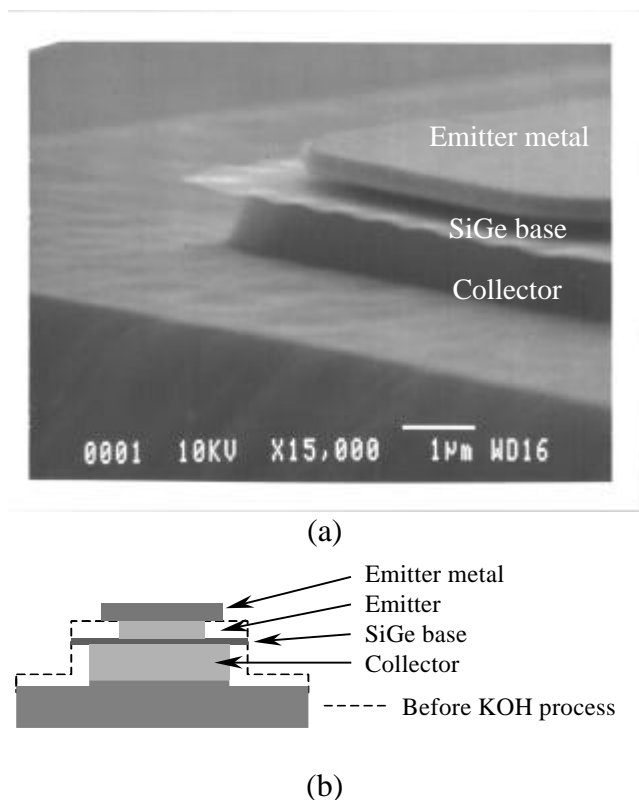 Emitter metal
SiGe base
Collector
0001 10KV X15,000 1µm WD16
(a)
Emitter metal
Emitter
SiGe base
Collector
Before KOH process
(b)